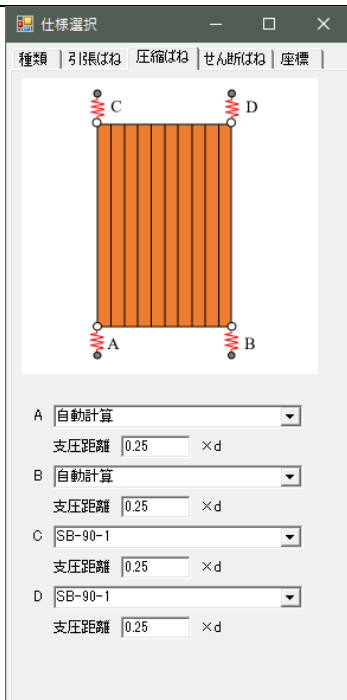 仕様選択
種類 引張ばね 圧縮ばね せん断ばね 座標
C D
A B
A 自動計算
支圧距離 0.25 ×d
B 自動計算
支圧距離 0.25 ×d
C SB-90-1
支圧距離 0.25 ×d
D SB-90-1
支圧距離 0.25 ×d